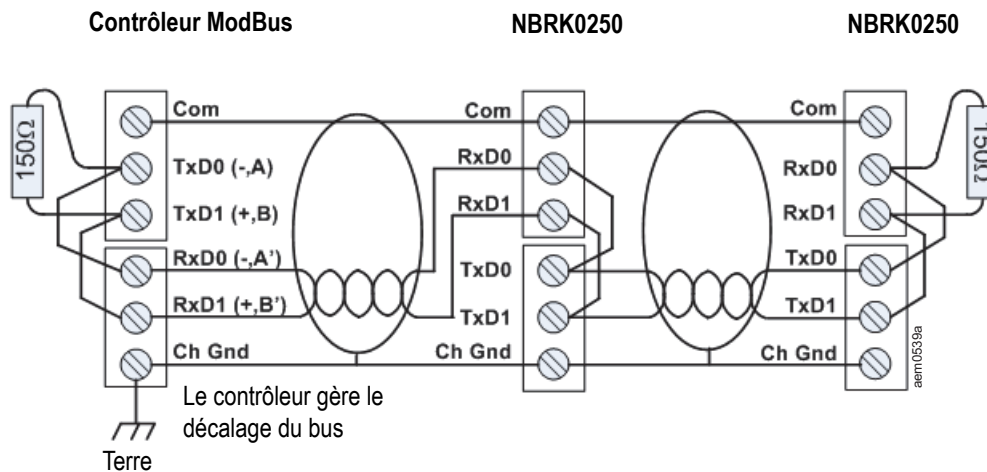 Contrôleur ModBus
NBRK0250
NBRK0250
150Ω
Com
TxD0 (-,A)
TxD1 (+,B)
RxD0 (-,A')
RxD1 (+,B')
Ch Gnd
Com
RxD0
RxD1
TxD0
TxD1
Ch Gnd
Com
RxD0
RxD1
TxD0
TxD1
Ch Gnd
150Ω
aem0539a
Le contrôleur gère le
décalage du bus
Terre